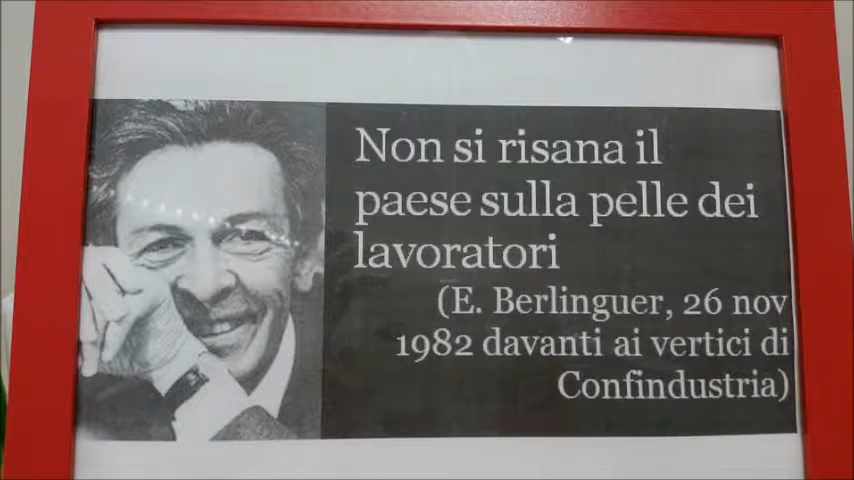 Non si risana il
paese sulla pelle dei
lavoratori
(E. Berlinguer, 26 nov
1982 davanti ai vertici di
Confindustria)